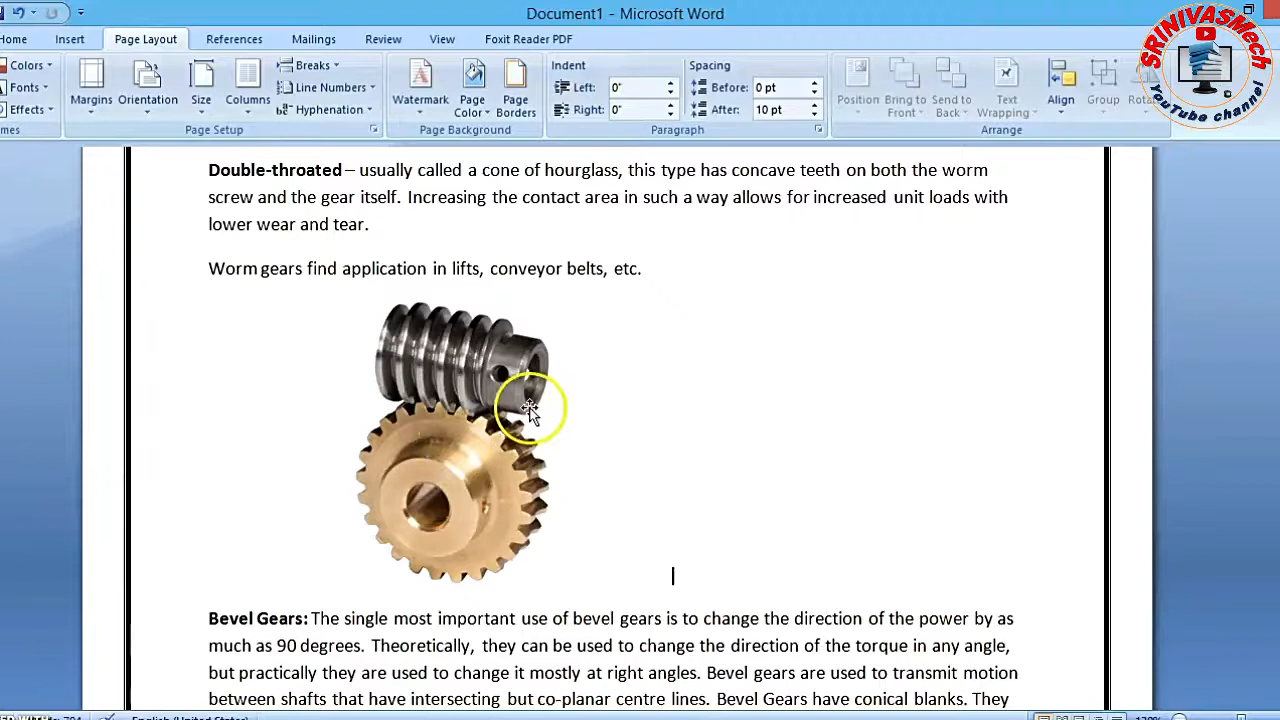 Document1 - Microsoft Word
Home Insert Page Layout References Mailings Review View Foxit Reader PDF
Colors Breaks Indent Spacing
Fonts Line Numbers Left: 0" Before: 0 pt
Effects Margins Orientation Size Columns Hyphenation Watermark Page Color Page Borders Right: 0" After: 10 pt Position Bring to Front Send to Back Text Wrapping Align Group
Page Setup Page Background Paragraph Arrange
SRINIVASMech
YouTube channel
Double-throated – usually called a cone of hourglass, this type has concave teeth on both the worm
screw and the gear itself. Increasing the contact area in such a way allows for increased unit loads with
lower wear and tear.
Worm gears find application in lifts, conveyor belts, etc.
Bevel Gears: The single most important use of bevel gears is to change the direction of the power by as
much as 90 degrees. Theoretically, they can be used to change the direction of the torque in any angle,
but practically they are used to change it mostly at right angles. Bevel gears are used to transmit motion
between shafts that have intersecting but co-planar centre lines. Bevel Gears have conical blanks. They